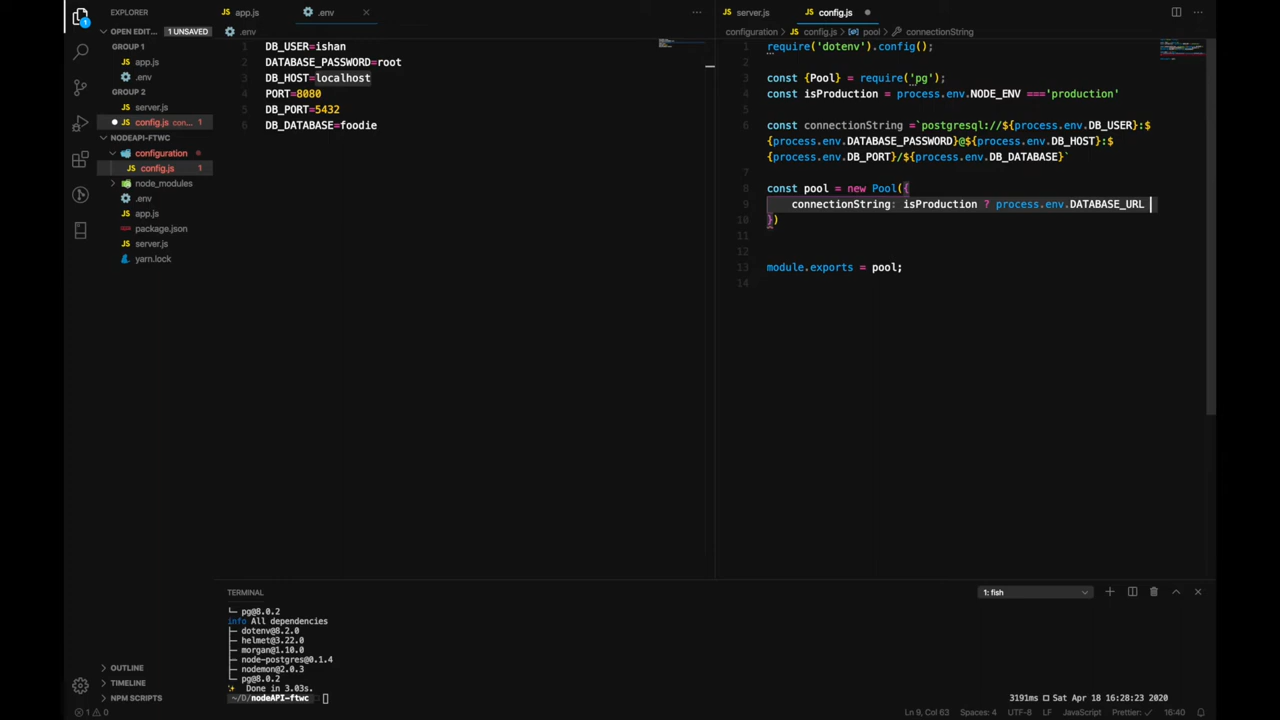 EXPLORER
OPEN EDIT... 1 UNSAVED
GROUP 1
JS app.js
.env
GROUP 2
JS server.js
JS config.js con... 1
NODEAPI-FTWC
configuration
JS config.js 1
node_modules
.env
JS app.js
package.json
JS server.js
yarn.lock
OUTLINE
TIMELINE
NPM SCRIPTS
1 0
JS app.js .env
.env
1 DB_USER=ishan
2 DATABASE_PASSWORD=root
3 DB_HOST=localhost
4 PORT=8080
5 DB_PORT=5432
6 DB_DATABASE=foodie
JS server.js JS config.js
configuration > JS config.js > pool > connectionString
1 require('dotenv').config();
2
3 const {Pool} = require('pg');
4 const isProduction = process.env.NODE_ENV ==='production'
5
6 const connectionString =`postgresql://${process.env.DB_USER}:$
{process.env.DATABASE_PASSWORD}@${process.env.DB_HOST}:$
{process.env.DB_PORT}/${process.env.DB_DATABASE}`
7
8 const pool = new Pool({
9 connectionString: isProduction ? process.env.DATABASE_URL
10 })
11
12
13 module.exports = pool;
14
TERMINAL 1: fish
└─ pg@8.0.2
info All dependencies
├─ dotenv@8.2.0
├─ helmet@3.22.0
├─ morgan@1.10.0
├─ node-postgres@0.1.4
├─ nodemon@2.0.3
└─ pg@8.0.2
✨ Done in 3.03s.
~/D/nodeAPI-ftwc
3191ms Sat Apr 18 16:28:23 2020
Ln 9, Col 63 Spaces: 4 UTF-8 LF JavaScript Prettier: ✓ 16:40